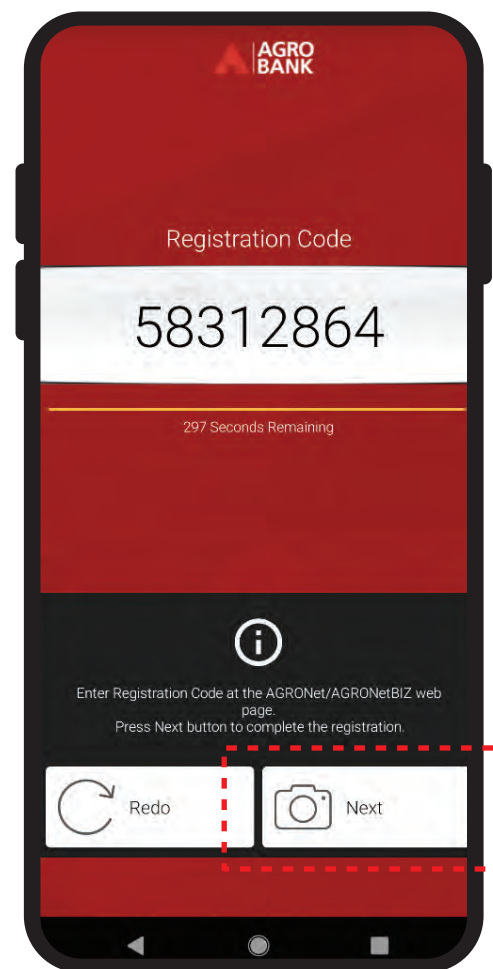 AGRO
BANK
Registration Code
58312864
297 Seconds Remaining
Enter Registration Code at the AGRONet/AGRONetBIZ web
page.
Press Next button to complete the registration.
Redo
Next